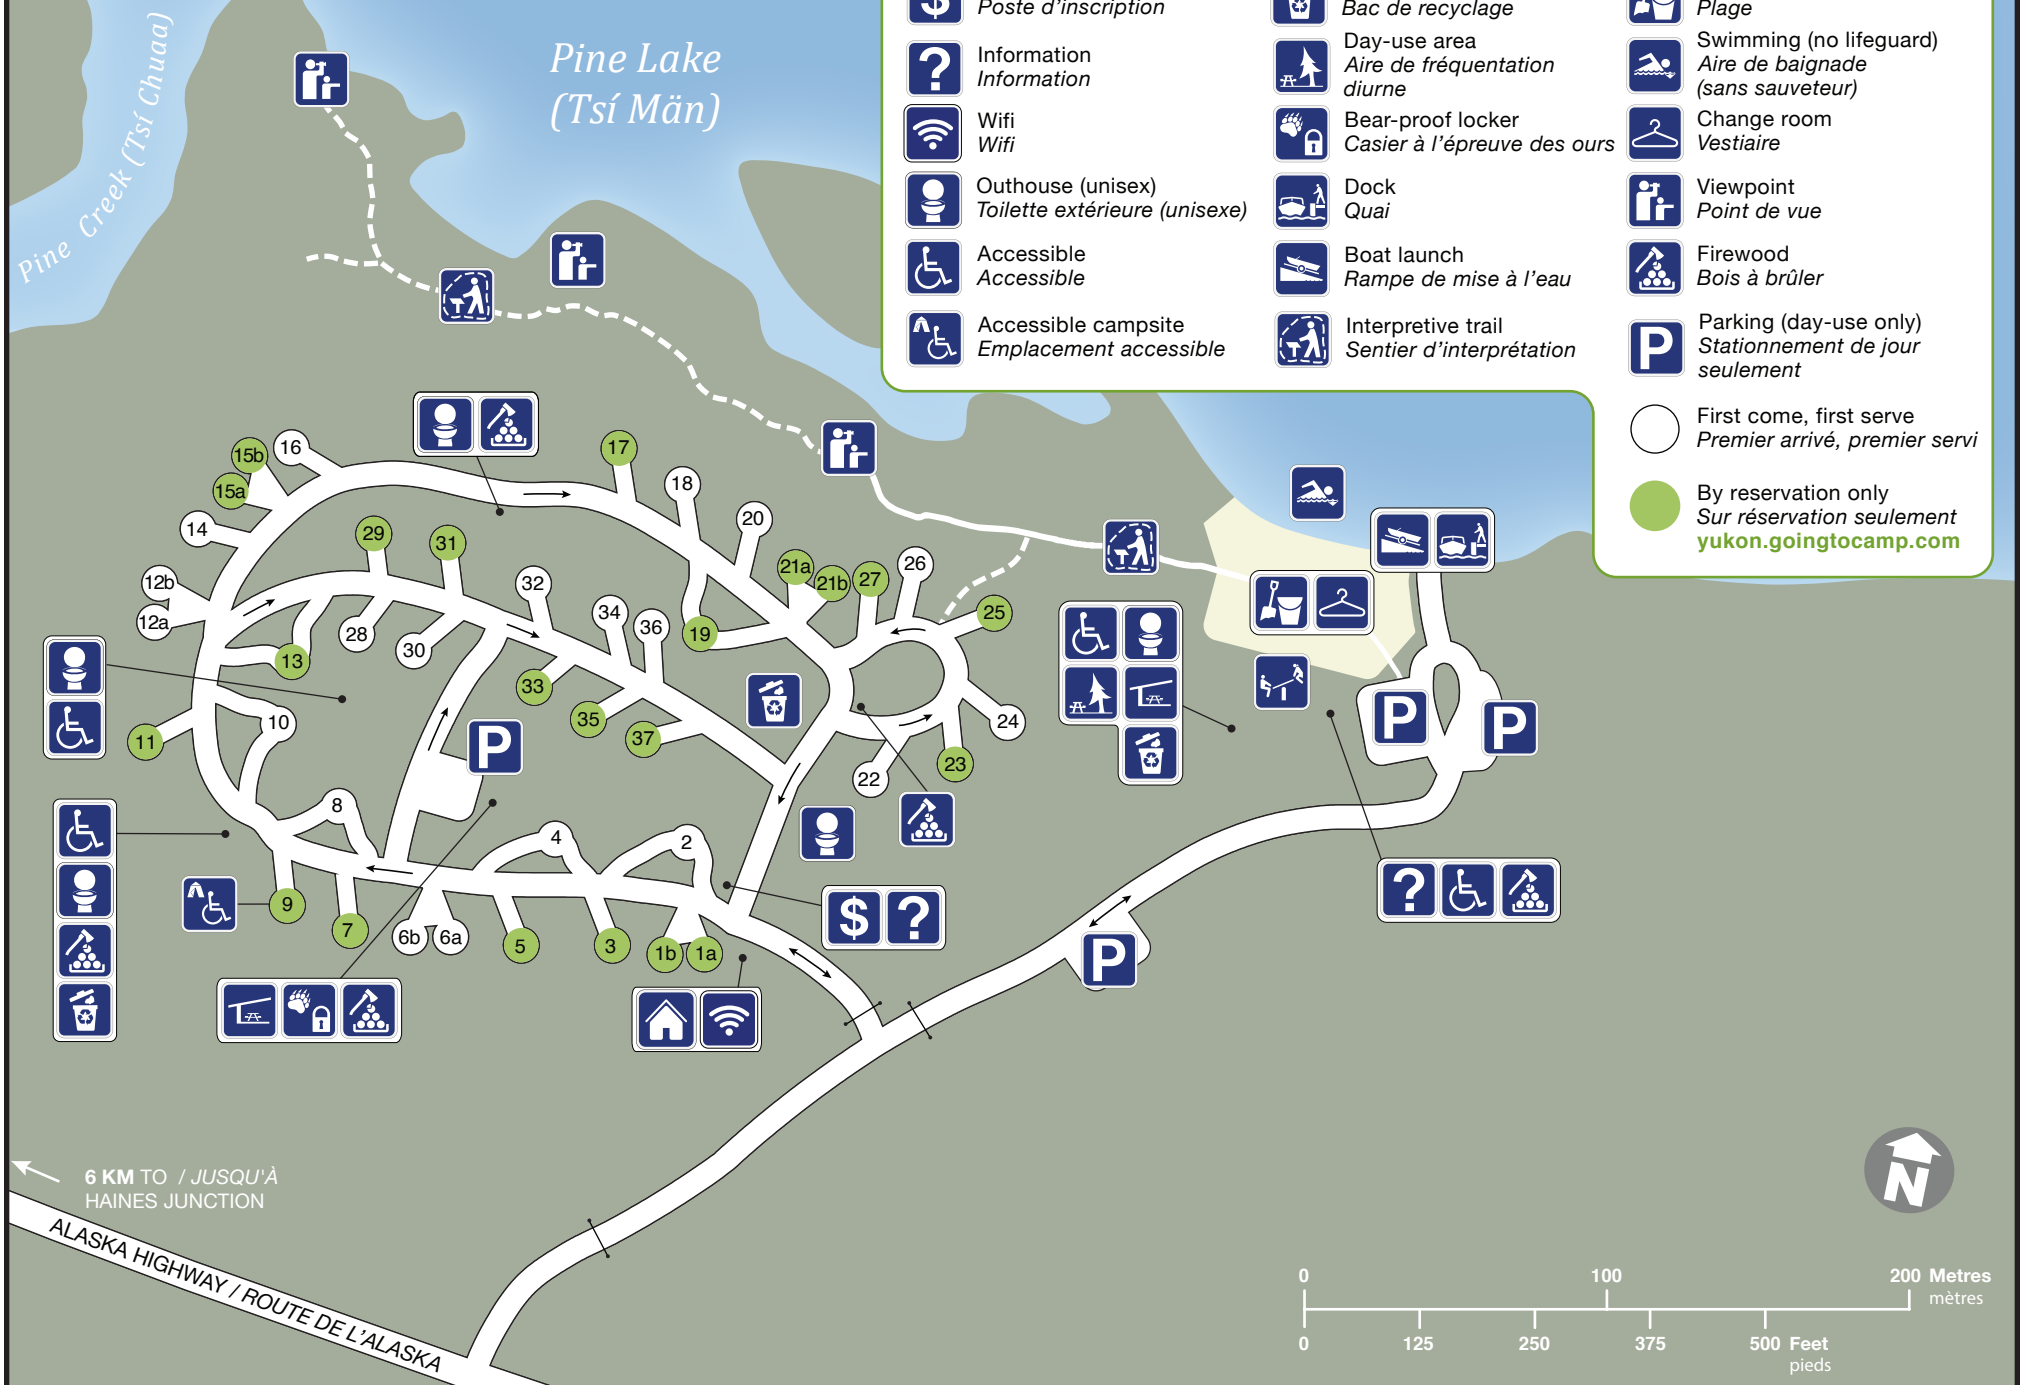 $
Poste d'inscription
Information
Information
Wifi
Wifi
Outhouse (unisex)
Toilette extérieure (unisexe)
Accessible
Accessible
Accessible campsite
Emplacement accessible
Bac de recyclage
Day-use area
Aire de fréquentation
diurne
Bear-proof locker
Casier à l'épreuve des ours
Dock
Quai
Boat launch
Rampe de mise à l'eau
Interpretive trail
Sentier d'interprétation
Plage
Swimming (no lifeguard)
Aire de baignade
(sans sauveteur)
Change room
Vestiaire
Viewpoint
Point de vue
Firewood
Bois à brûler
P
Parking (day-use only)
Stationnement de jour
seulement
First come, first serve
Premier arrivé, premier servi
By reservation only
Sur réservation seulement
yukon.goingtocamp.com
?
Pine Lake
(Tsí Män)
Pine Creek (Tsí Chuaa)
15b
16
15a
14
17
18
20
29
31
12b
12a
32
34
36
28
30
13
19
21a
21b
27
26
25
33
35
37
10
11
24
23
22
8
4
2
9
7
6b
6a
5
3
1b
1a
P
P
P
P
$
?
?
6 KM TO / JUSQU'À
HAINES JUNCTION
ALASKA HIGHWAY / ROUTE DE L'ALASKA
N
0
100
200 Metres
mètres
0
125
250
375
500 Feet
pieds